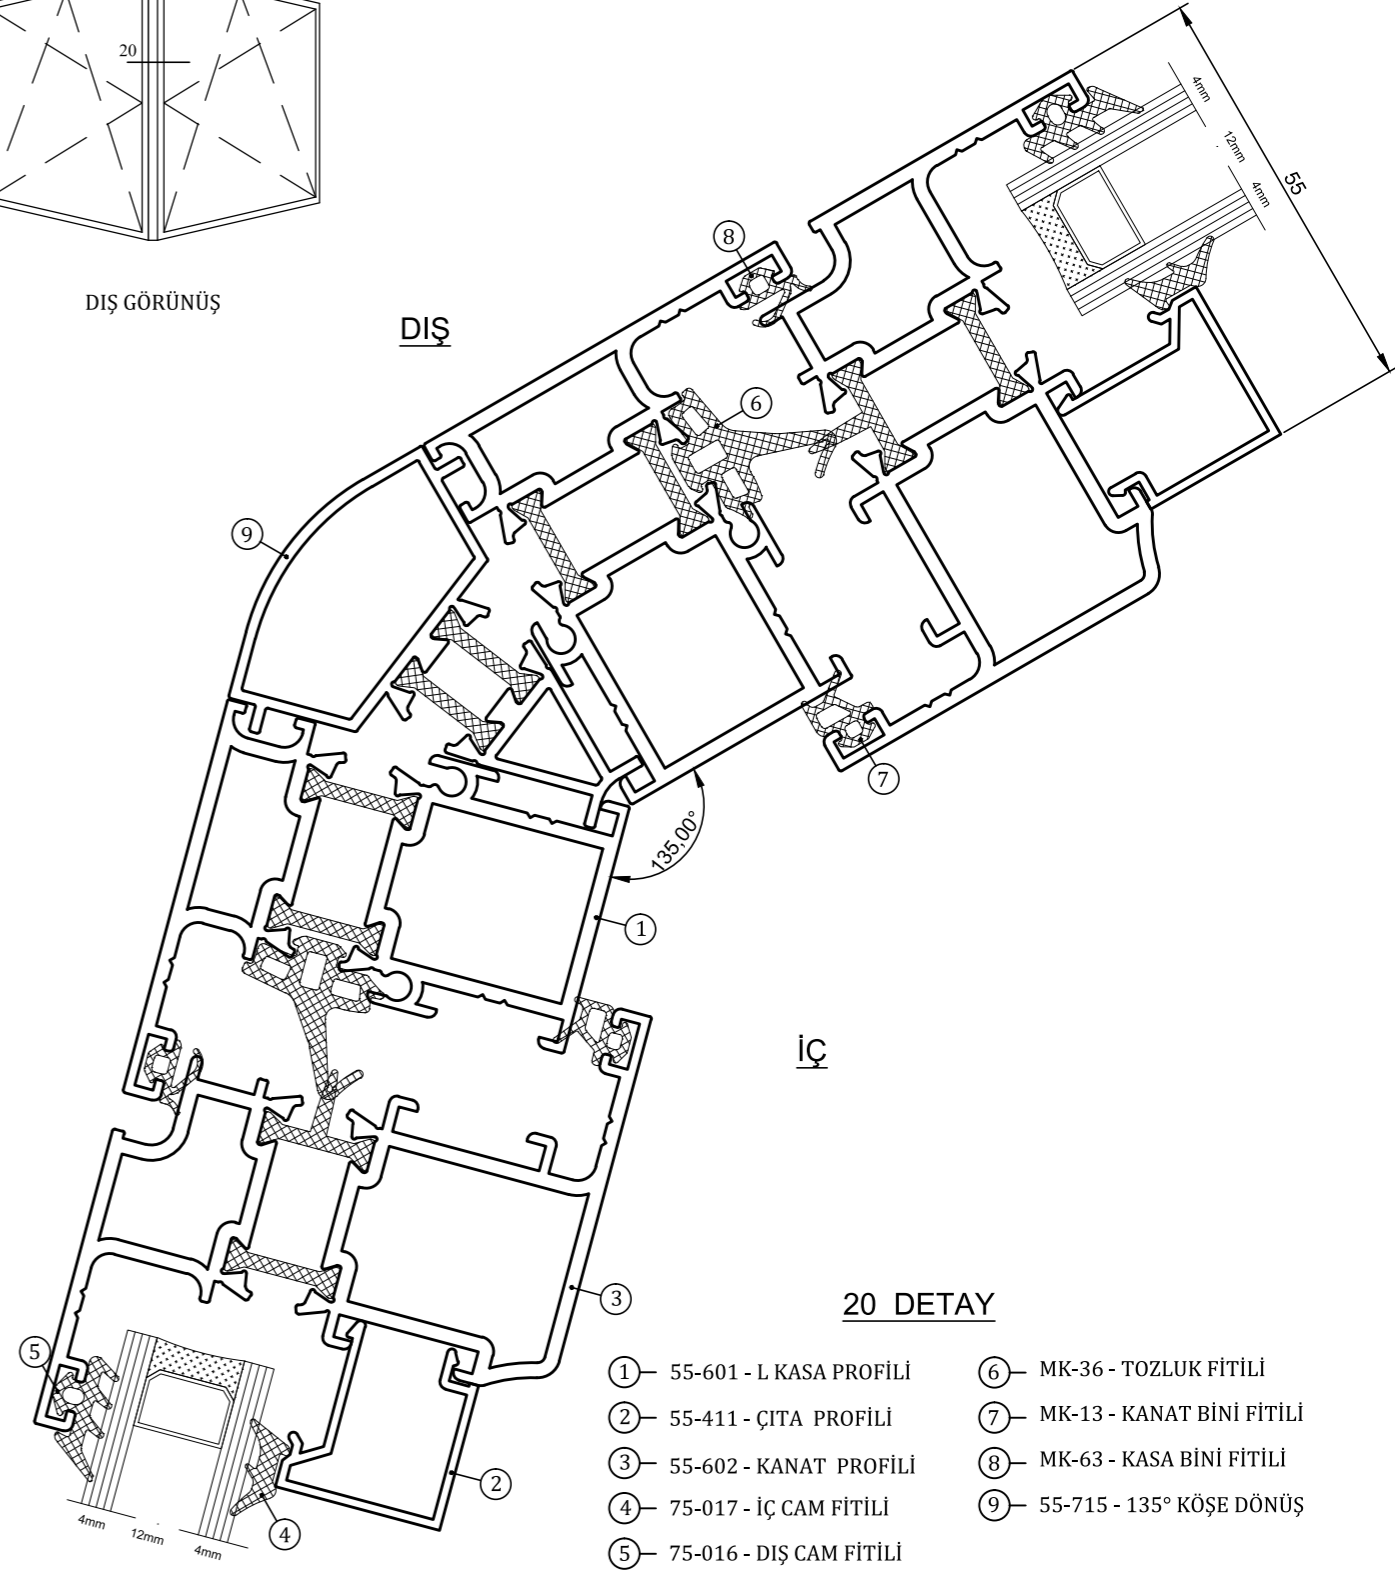 20
DIŞ GÖRÜNÜŞ
DIŞ
4mm
12mm
4mm
55
8
6
9
7
135,00°
1
İÇ
3
5
2
4
4mm
12mm
4mm
20 DETAY
1 55-601 - L KASA PROFİLİ
2 55-411 - ÇITA PROFİLİ
3 55-602 - KANAT PROFİLİ
4 75-017 - İÇ CAM FİTİLİ
5 75-016 - DIŞ CAM FİTİLİ
6 MK-36 - TOZLUK FİTİLİ
7 MK-13 - KANAT BİNİ FİTİLİ
8 MK-63 - KASA BİNİ FİTİLİ
9 55-715 - 135° KÖŞE DÖNÜŞ